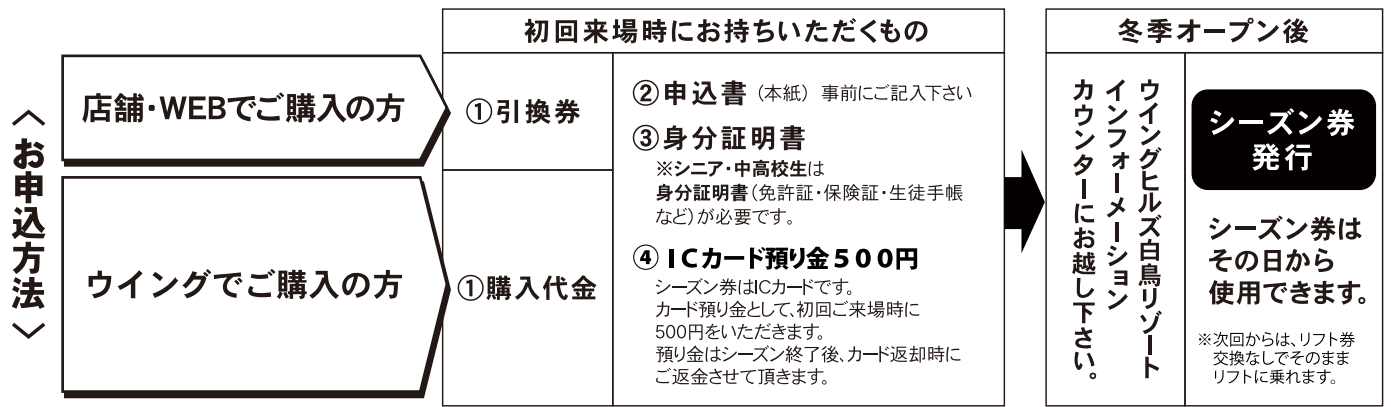 〈お申込方法〉
店舗・WEBでご購入の方
ウイングでご購入の方
初回来場時にお持ちいただくもの
①引換券
①購入代金
②申込書（本紙）事前にご記入下さい
③身分証明書
※シニア・中高校生は
身分証明書（免許証・保険証・生徒手帳
など）が必要です。
④ICカード預り金500円
シーズン券はICカードです。
カード預り金として、初回ご来場時に
500円をいただきます。
預り金はシーズン終了後、カード返却時に
ご返金させて頂きます。
冬季オープン後
ウイングヒルズ白鳥リゾート
インフォーメーション
カウンターにお越し下さい。
シーズン券
発行
シーズン券は
その日から
使用できます。
※次回からは、リフト券
交換なしでそのまま
リフトに乗れます。